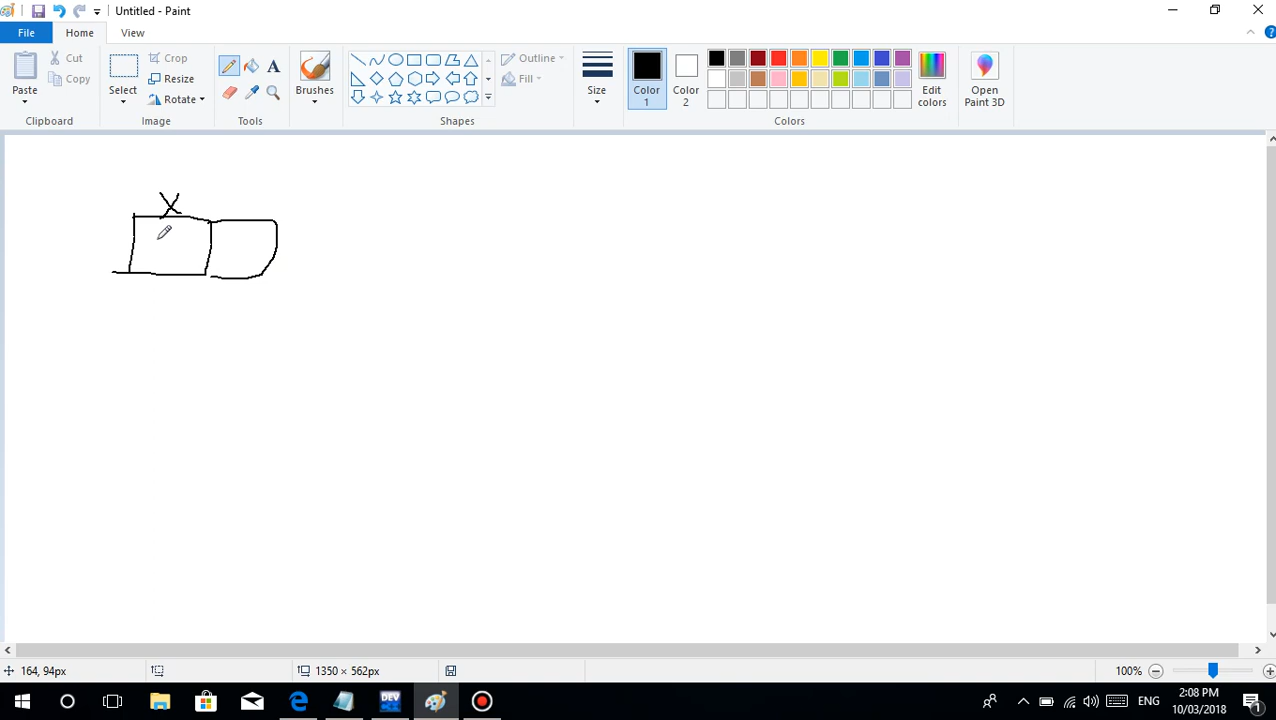 Untitled - Paint
File Home View
Paste
Cut
Copy
Clipboard
Select
Crop
Resize
Rotate
Image
Tools
Brushes
Shapes
Outline
Fill
Size
Color 1
Color 2
Colors
Edit colors
Open Paint 3D
X
164, 94px
1350 × 562px
100%
DEV
ENG
2:08 PM
10/03/2018
1